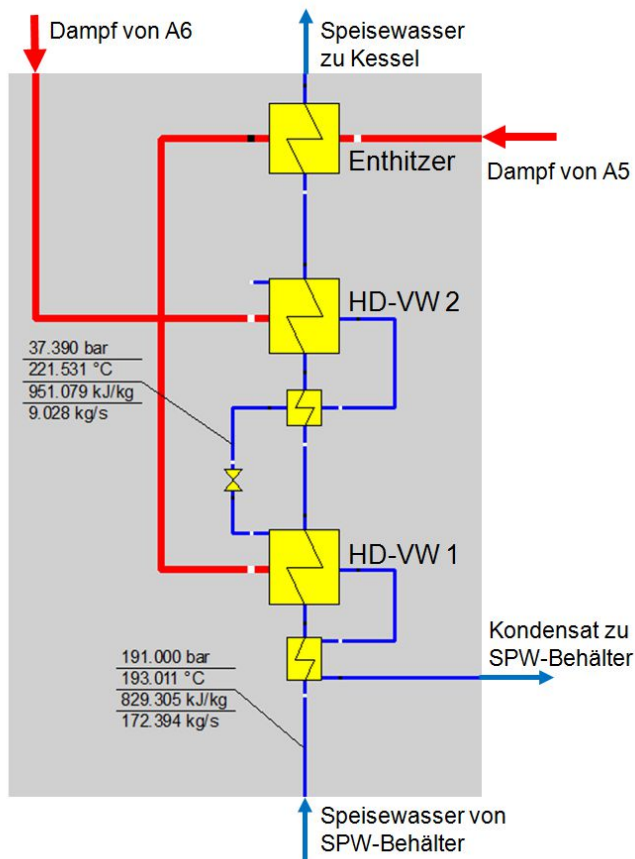 Dampf von A6
Speisewasser
zu Kessel
Enthitzer
Dampf von A5
HD-VW 2
37.390 bar
221.531 °C
951.079 kJ/kg
9.028 kg/s
HD-VW 1
Kondensat zu
SPW-Behälter
191.000 bar
193.011 °C
829.305 kJ/kg
172.394 kg/s
Speisewasser von
SPW-Behälter